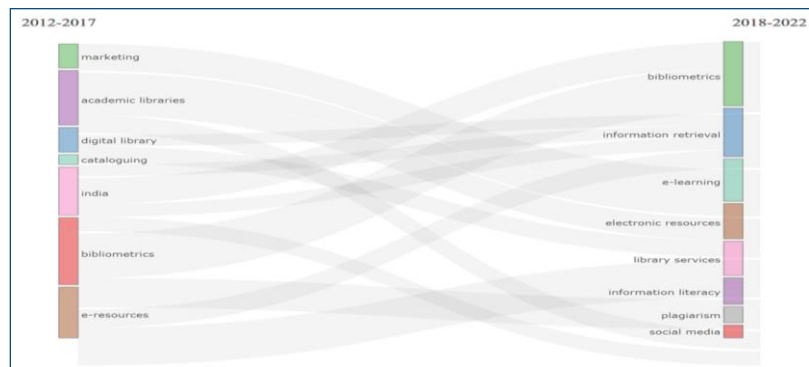 2012-2017
2018-2022
marketing
academic libraries
digital library
cataloguing
india
bibliometrics
e-resources
bibliometrics
information retrieval
e-learning
electronic resources
library services
information literacy
plagiarism
social media